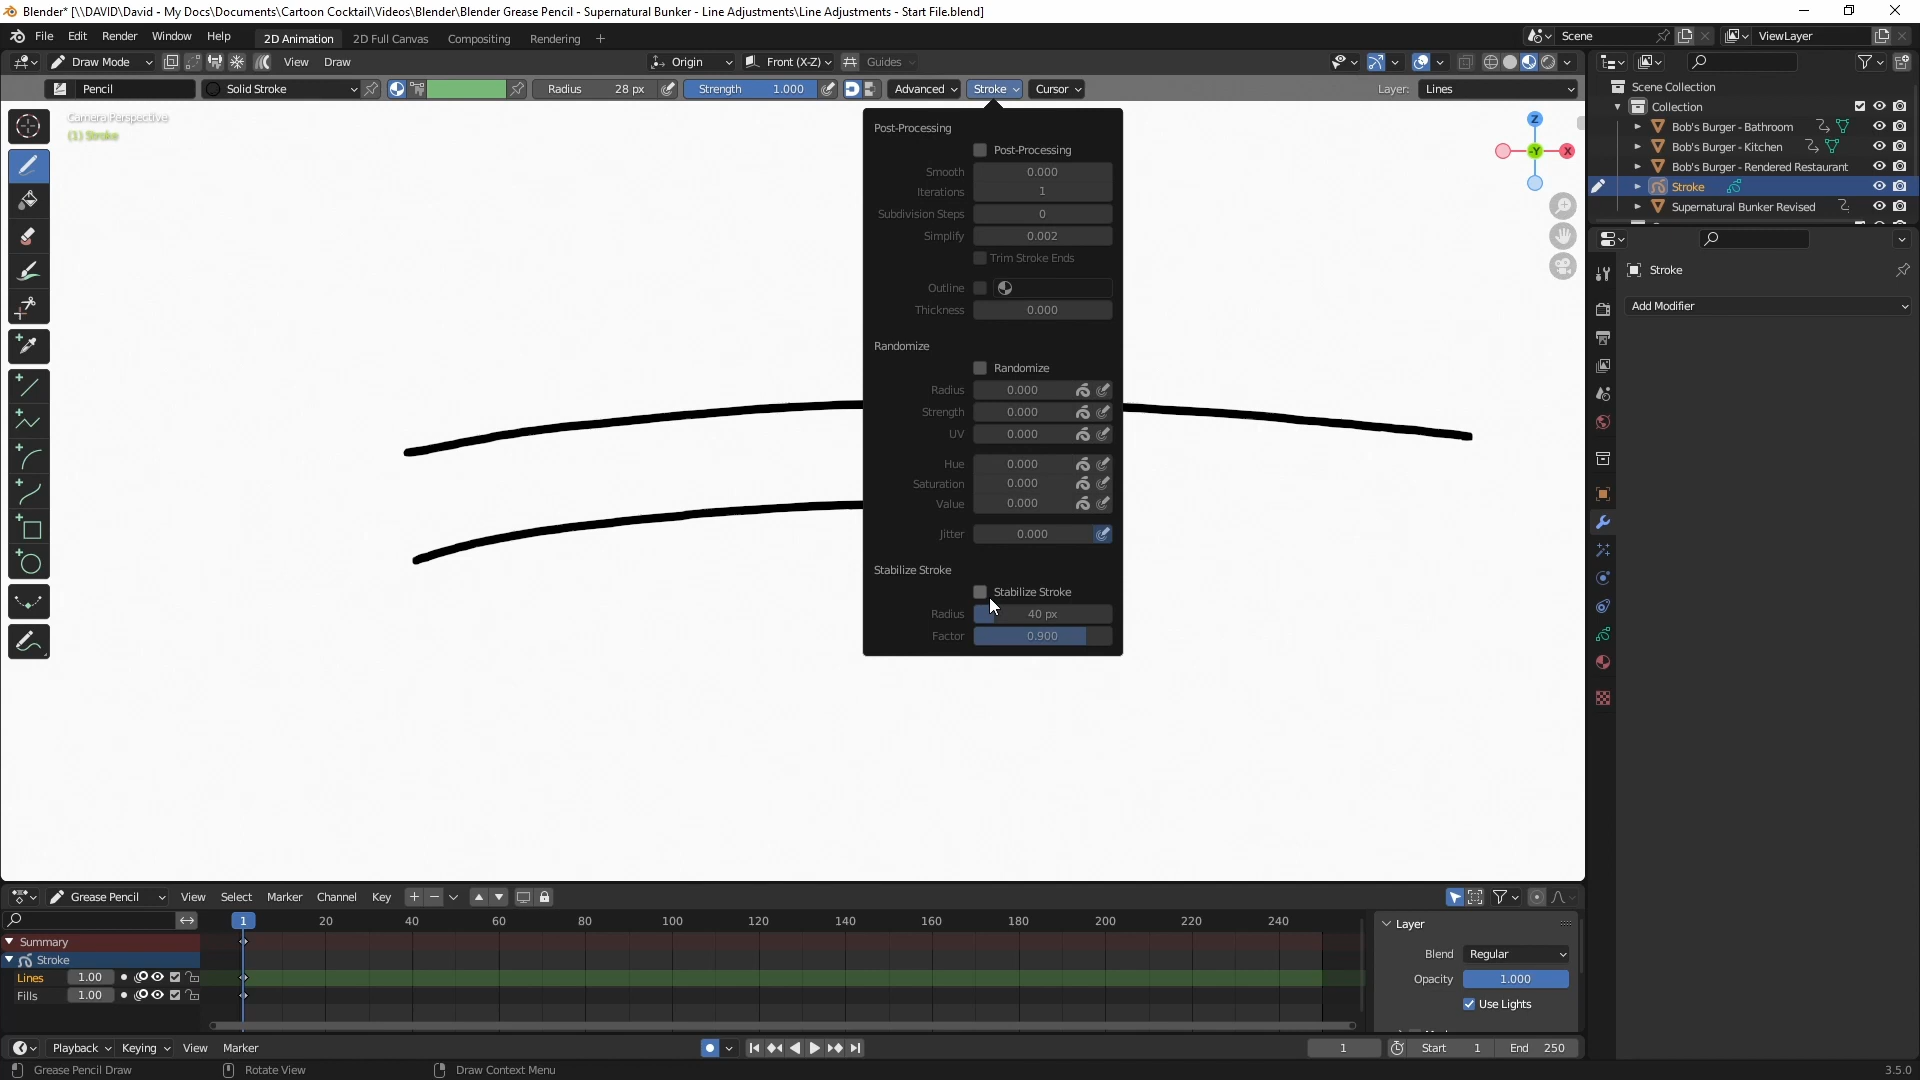 Blender* [\\DAVID\David - My Docs\Documents\Cartoon Cocktail\Videos\Blender\Blender Grease Pencil - Supernatural Bunker - Line Adjustments\Line Adjustments - Start File.blend]
File Edit Render Window Help 2D Animation 2D Full Canvas Compositing Rendering + Scene ViewLayer
Draw Mode View Draw Origin Front (X-Z) Guides
Pencil Solid Stroke Radius 28 px Strength 1.000 Advanced Stroke Cursor Layer: Lines
Camera Perspective
(1) Stroke
Z
-Y X
Post-Processing
Post-Processing
Smooth 0.000
Iterations 1
Subdivision Steps 0
Simplify 0.002
Trim Stroke Ends
Outline
Thickness 0.000
Randomize
Randomize
Radius 0.000
Strength 0.000
UV 0.000
Hue 0.000
Saturation 0.000
Value 0.000
Jitter 0.000
Stabilize Stroke
Stabilize Stroke
Radius 40 px
Factor 0.900
Scene Collection
Collection
Bob's Burger - Bathroom
Bob's Burger - Kitchen
Bob's Burger - Rendered Restaurant
Stroke
Supernatural Bunker Revised
Stroke
Add Modifier
Grease Pencil View Select Marker Channel Key
1 20 40 60 80 100 120 140 160 180 200 220 240
Summary
Stroke
Lines 1.00
Fills 1.00
Layer
Blend Regular
Opacity 1.000
Use Lights
Playback Keying View Marker 1 Start 1 End 250
Grease Pencil Draw Rotate View Draw Context Menu 3.5.0